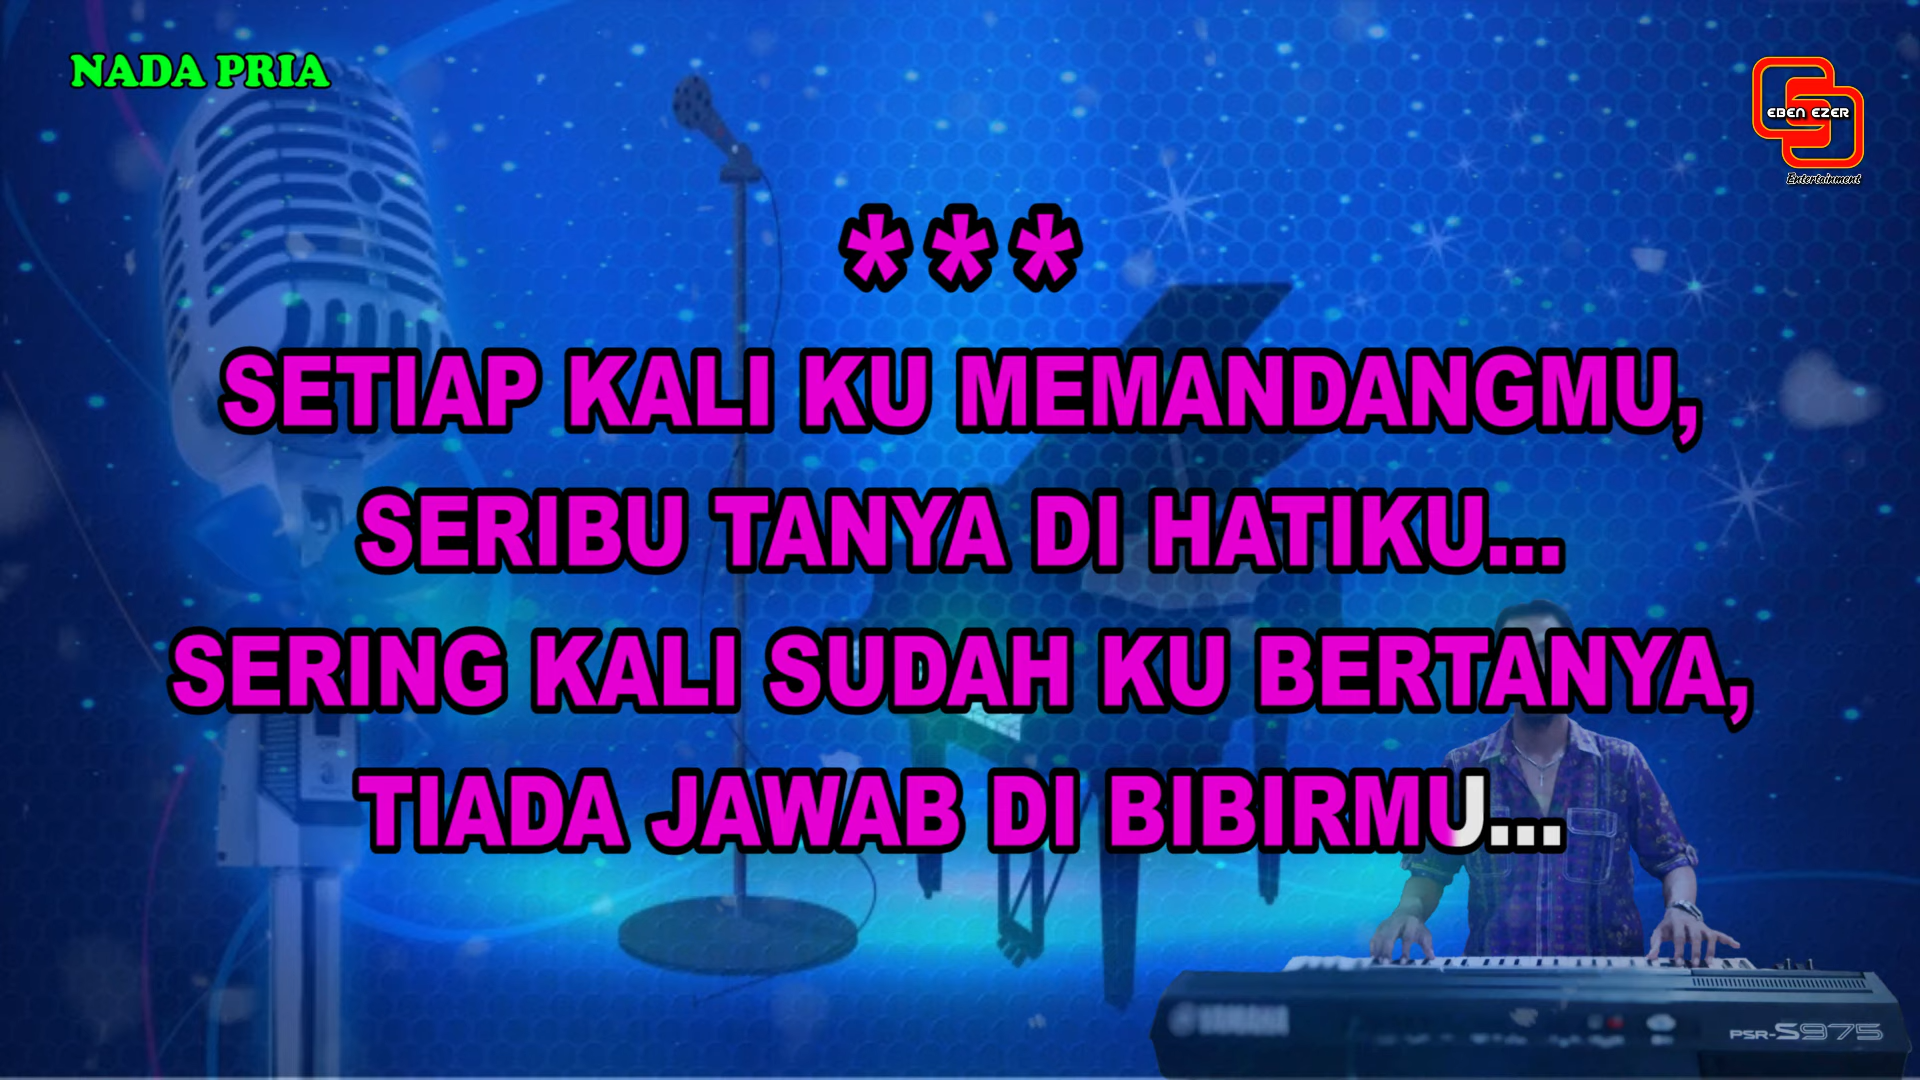 NADA PRIA
EBEN EZER
Entertainment
***
SETIAP KALI KU MEMANDANGMU,
SERIBU TANYA DI HATIKU...
SERING KALI SUDAH KU BERTANYA,
TIADA JAWAB DI BIBIRMU...
YAMAHA
PSR-S975